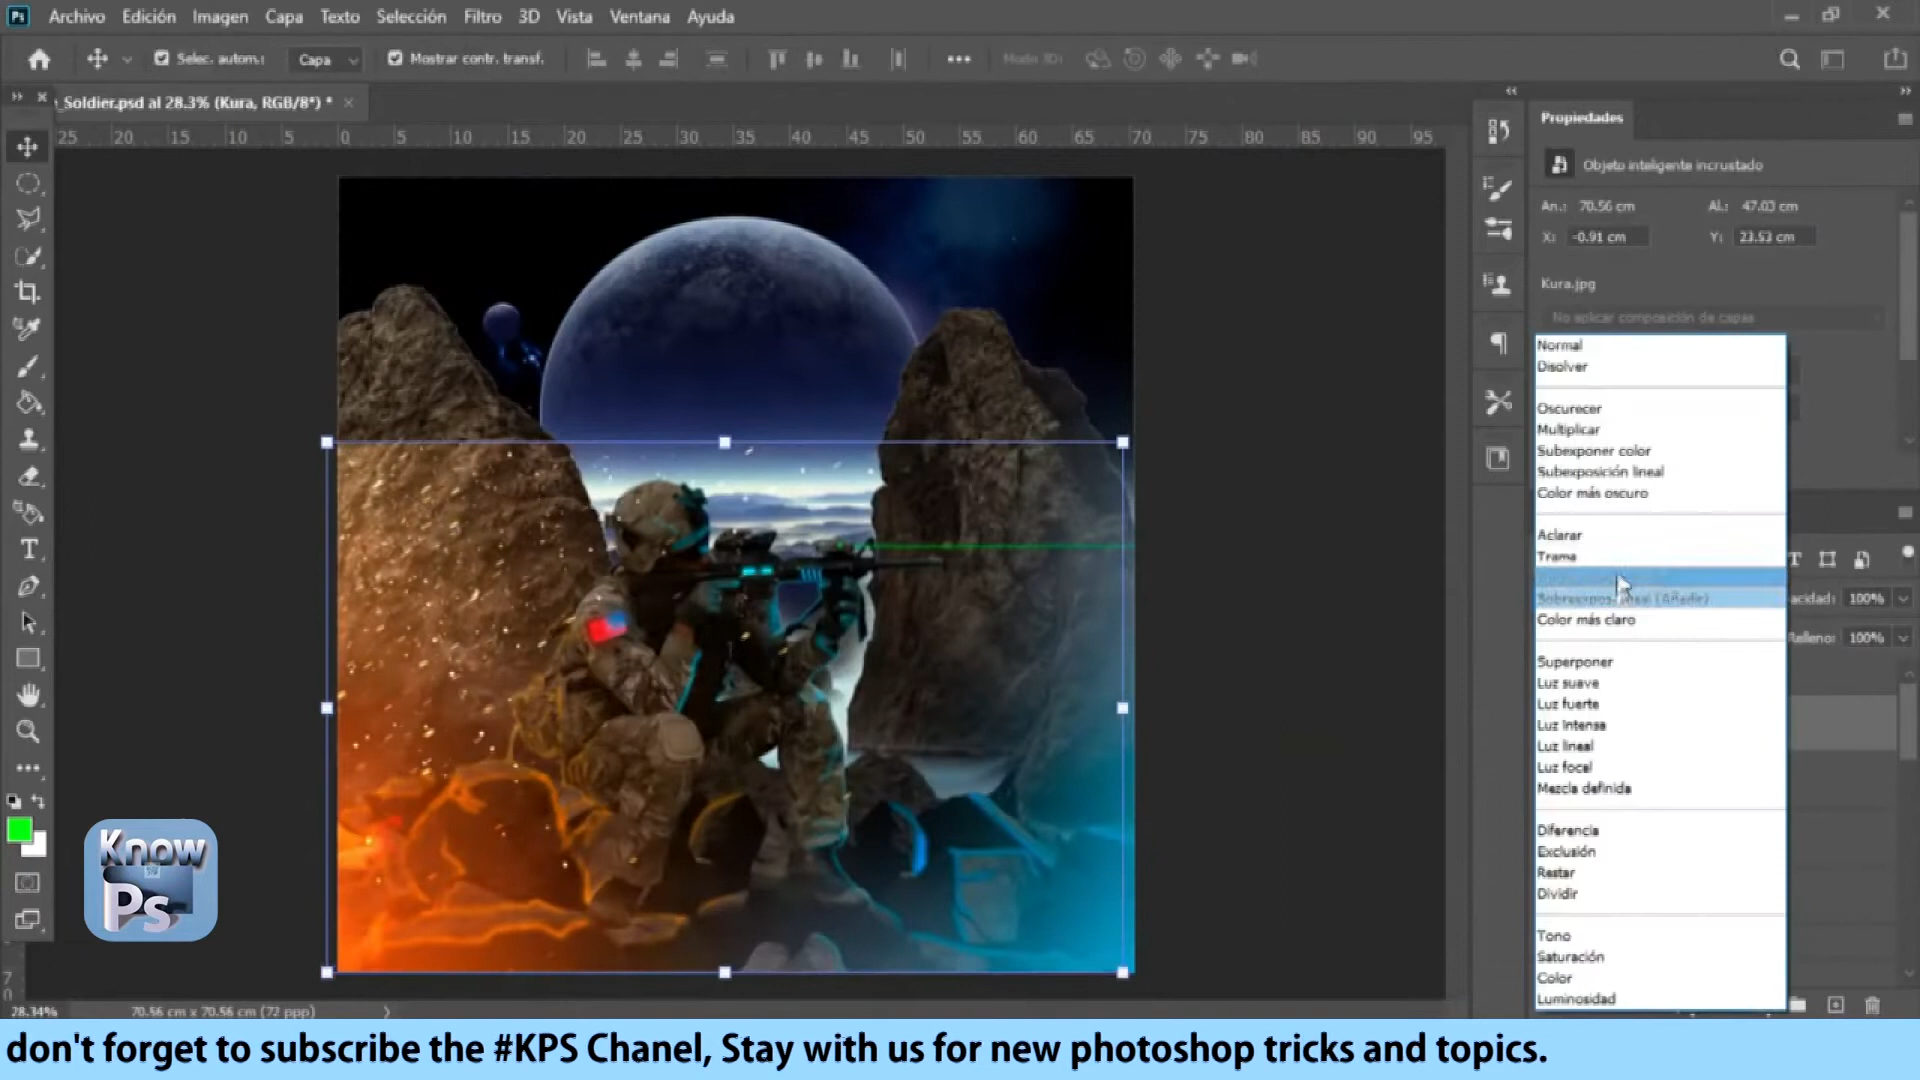 Ps Archivo Edición Imagen Capa Texto Selección Filtro 3D Vista Ventana Ayuda
Selec. autom.: Capa Mostrar contr. transf. Modo 3D:
_Soldier.psd al 28.3% (Kura, RGB/8*) *
25 20 15 10 5 0 5 10 15 20 25 30 35 40 45 50 55 60 65 70 75 80 85 90 95
Propiedades
Objeto inteligente incrustado
An.: 70.56 cm Al.: 47.03 cm
X: -0.91 cm Y: 23.53 cm
Kura.jpg
No aplicar composición de capas
Normal
Disolver
Oscurecer
Multiplicar
Subexponer color
Subexposición lineal
Color más oscuro
Aclarar
Trama
(Añadir)
acidad: 100%
Color más claro
Relleno: 100%
Superponer
Luz suave
Luz fuerte
Luz intensa
Luz lineal
Luz focal
Mezcla definida
Diferencia
Exclusión
Restar
Dividir
Tono
Saturación
Color
Luminosidad
Know
Ps
7
0
28.34% 70.56 cm x 70.56 cm (72 ppp)
don't forget to subscribe the #KPS Chanel, Stay with us for new photoshop tricks and topics.